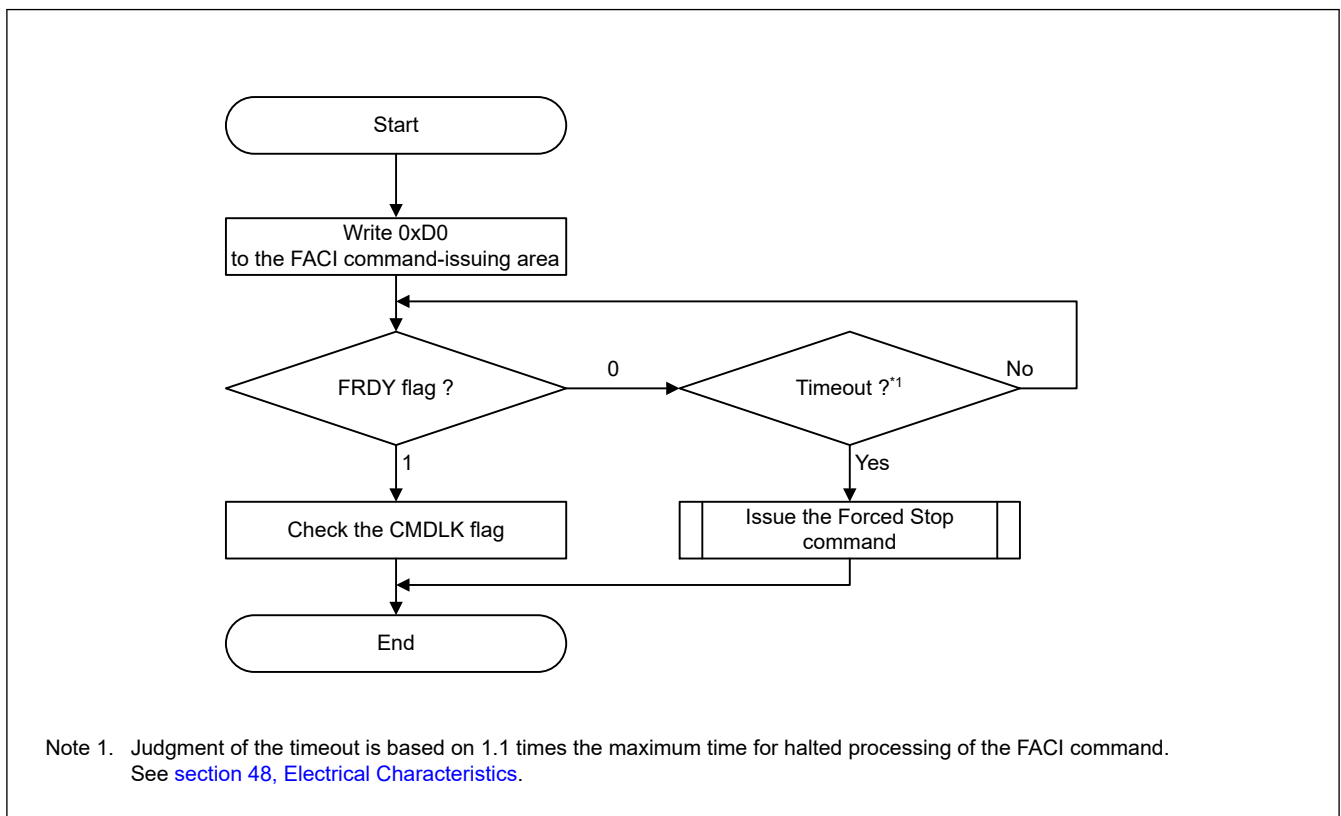 Start
Write 0xD0
to the FACI command-issuing area
FRDY flag ?
0
Timeout ?*1
No
1
Yes
Check the CMDLK flag
Issue the Forced Stop
command
End
Note 1. Judgment of the timeout is based on 1.1 times the maximum time for halted processing of the FACI command.
See section 48, Electrical Characteristics.